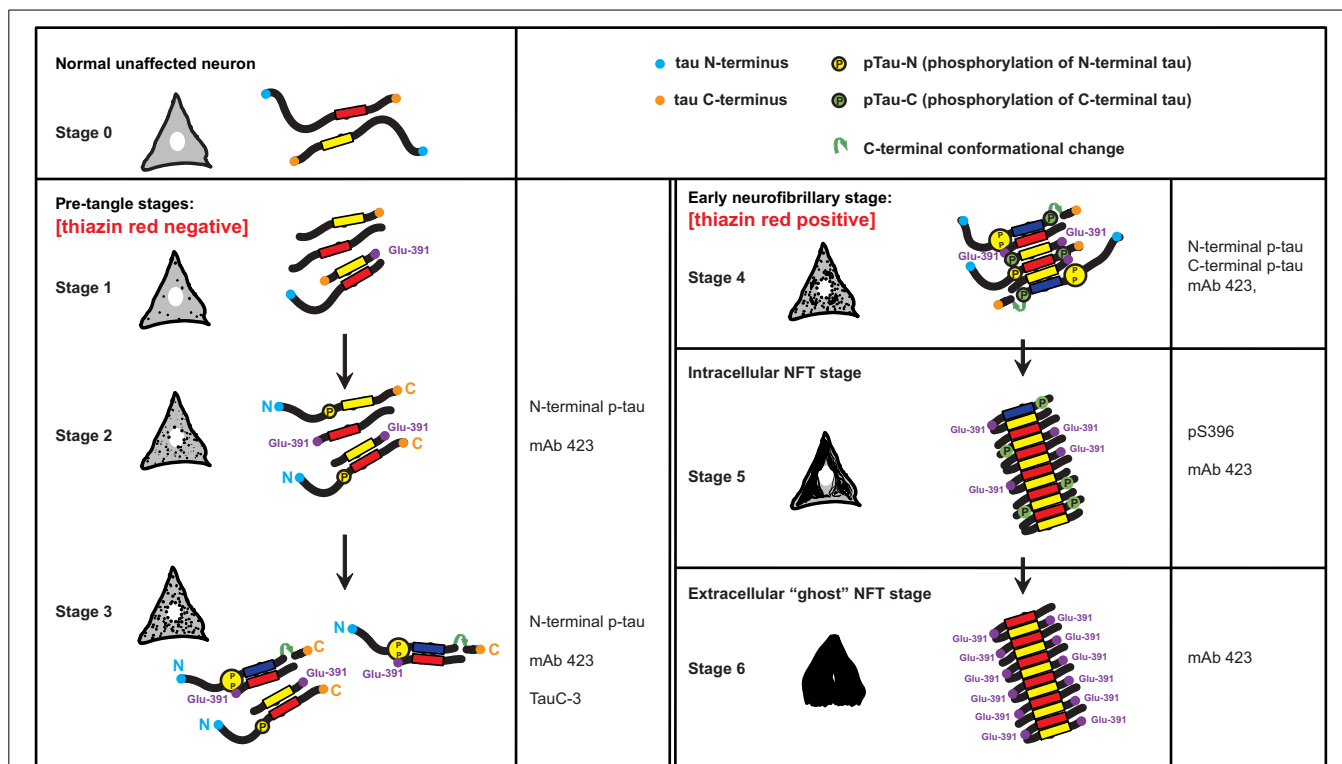 Normal unaffected neuron
Stage 0
tau N-terminus
tau C-terminus
P pTau-N (phosphorylation of N-terminal tau)
P pTau-C (phosphorylation of C-terminal tau)
C-terminal conformational change
Pre-tangle stages:
[thiazin red negative]
Stage 1
Glu-391
Stage 2
N
P
C
Glu-391
Glu-391
C
N
P
N-terminal p-tau
mAb 423
Stage 3
N
P
P
C
Glu-391
N
P
P
C
Glu-391
Glu-391
C
N
P
N-terminal p-tau
mAb 423
TauC-3
Early neurofibrillary stage:
[thiazin red positive]
Stage 4
P
P
P
Glu-391
Glu-391
P
P
P
P
P
P
N-terminal p-tau
C-terminal p-tau
mAb 423,
Intracellular NFT stage
Stage 5
P
Glu-391
Glu-391
P
Glu-391
Glu-391
P
P
P
pS396
mAb 423
Extracellular “ghost” NFT stage
Stage 6
Glu-391
Glu-391
Glu-391
Glu-391
Glu-391
Glu-391
Glu-391
Glu-391
Glu-391
Glu-391
Glu-391
Glu-391
mAb 423